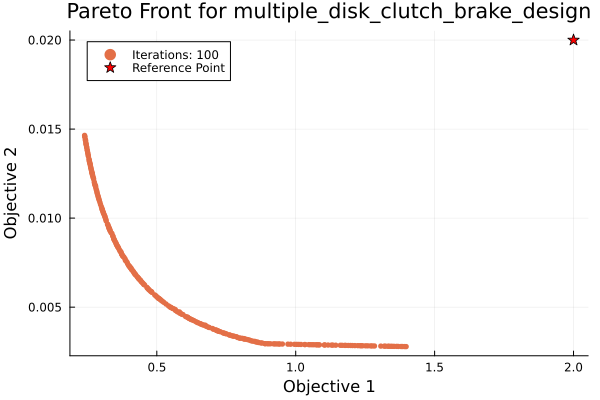 Pareto Front for multiple_disk_clutch_brake_design
Iterations: 100
Reference Point
0.020
0.015
0.010
0.005
Objective 2
0.5
1.0
1.5
2.0
Objective 1